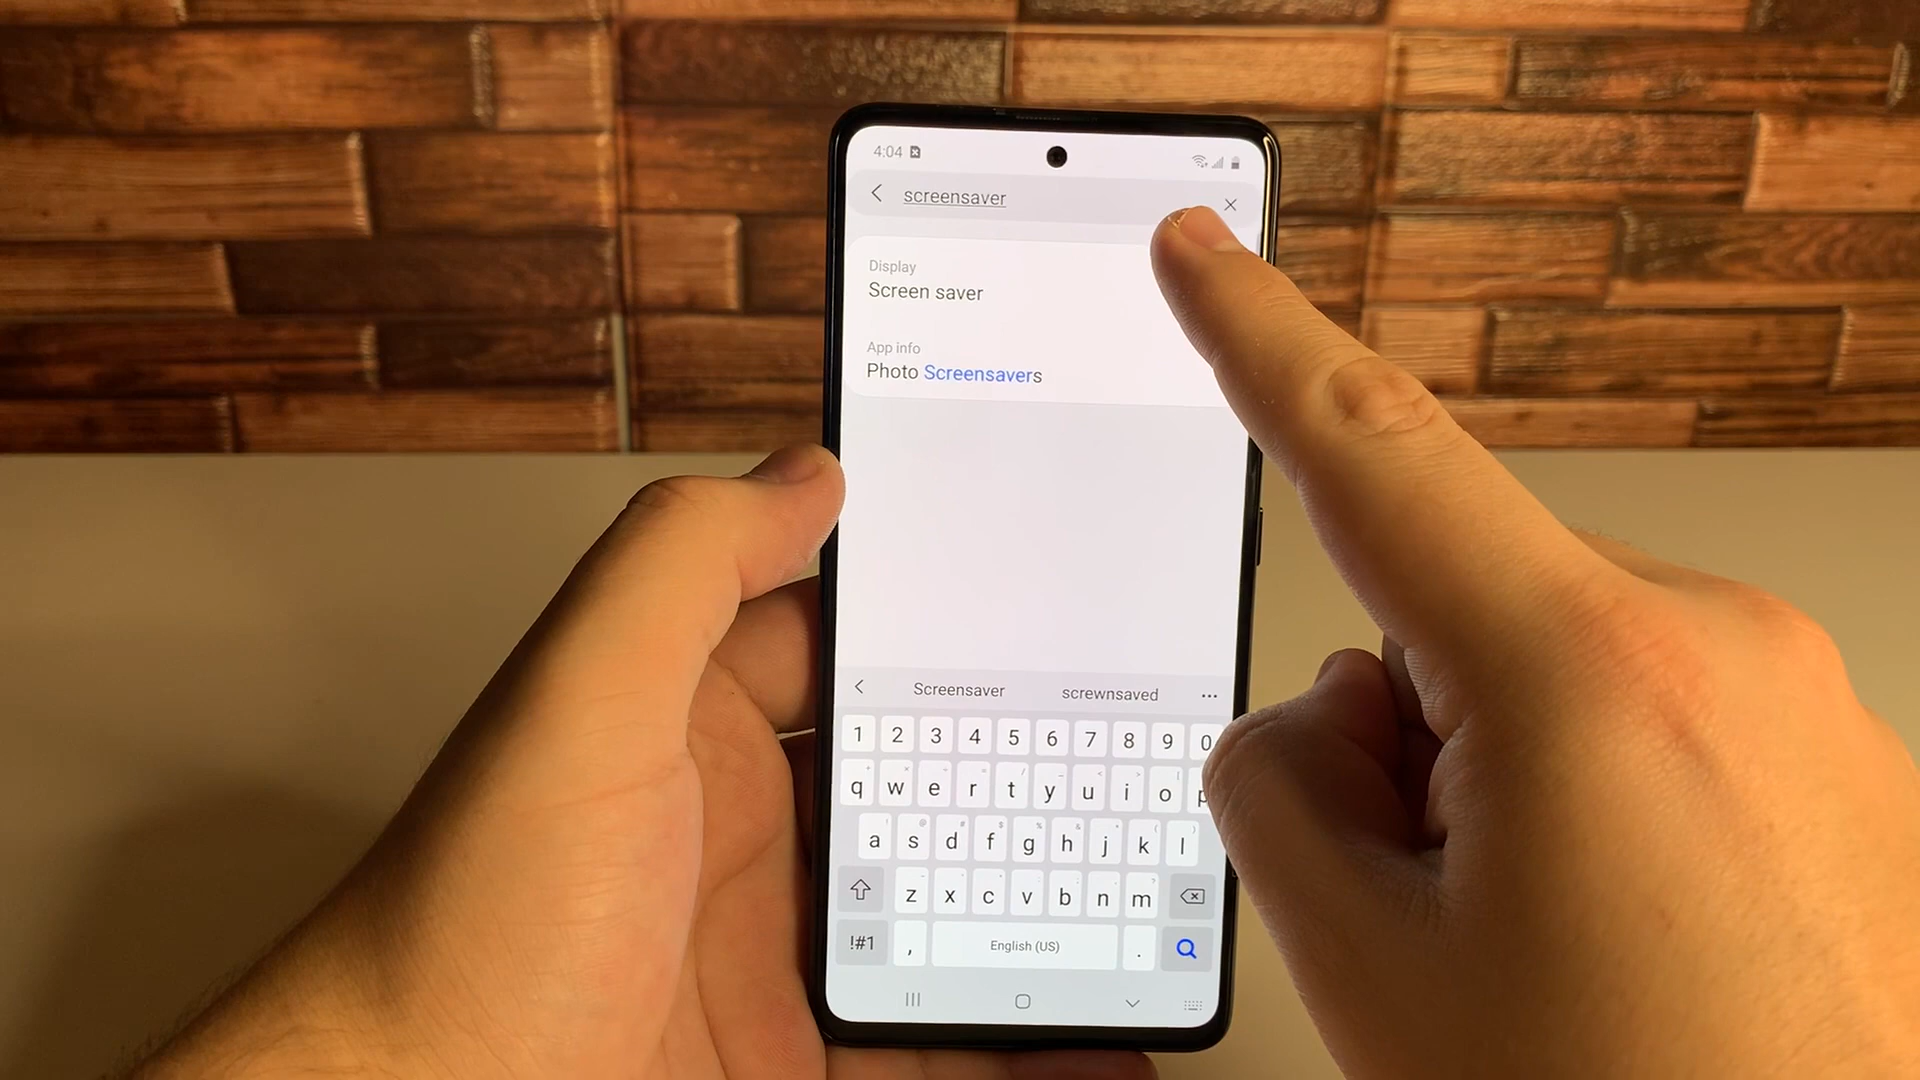 4:04
screensaver
Display
Screen saver
App info
Photo Screensavers
Screensaver screwnsaved
1 2 3 4 5 6 7 8 9 0
q w e r t y u i o p
a s d f g h j k l
z x c v b n m
!#1 , English (US) .